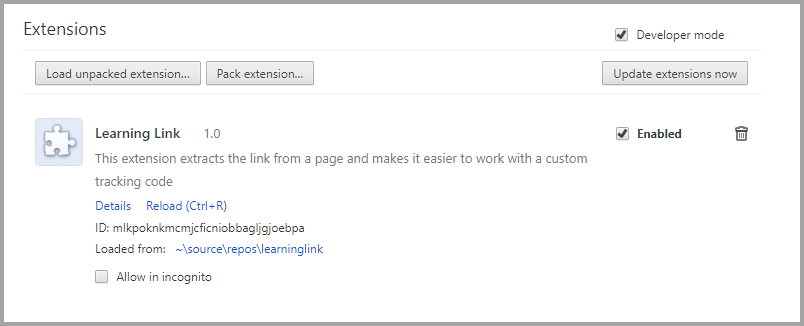 Extensions
Developer mode
Load unpacked extension...
Pack extension...
Update extensions now
Learning Link 1.0
Enabled
This extension extracts the link from a page and makes it easier to work with a custom
tracking code
Details Reload (Ctrl+R)
ID: mlkpoknkmcmjcficniobbagljgjoebpa
Loaded from: ~\source\repos\learninglink
Allow in incognito